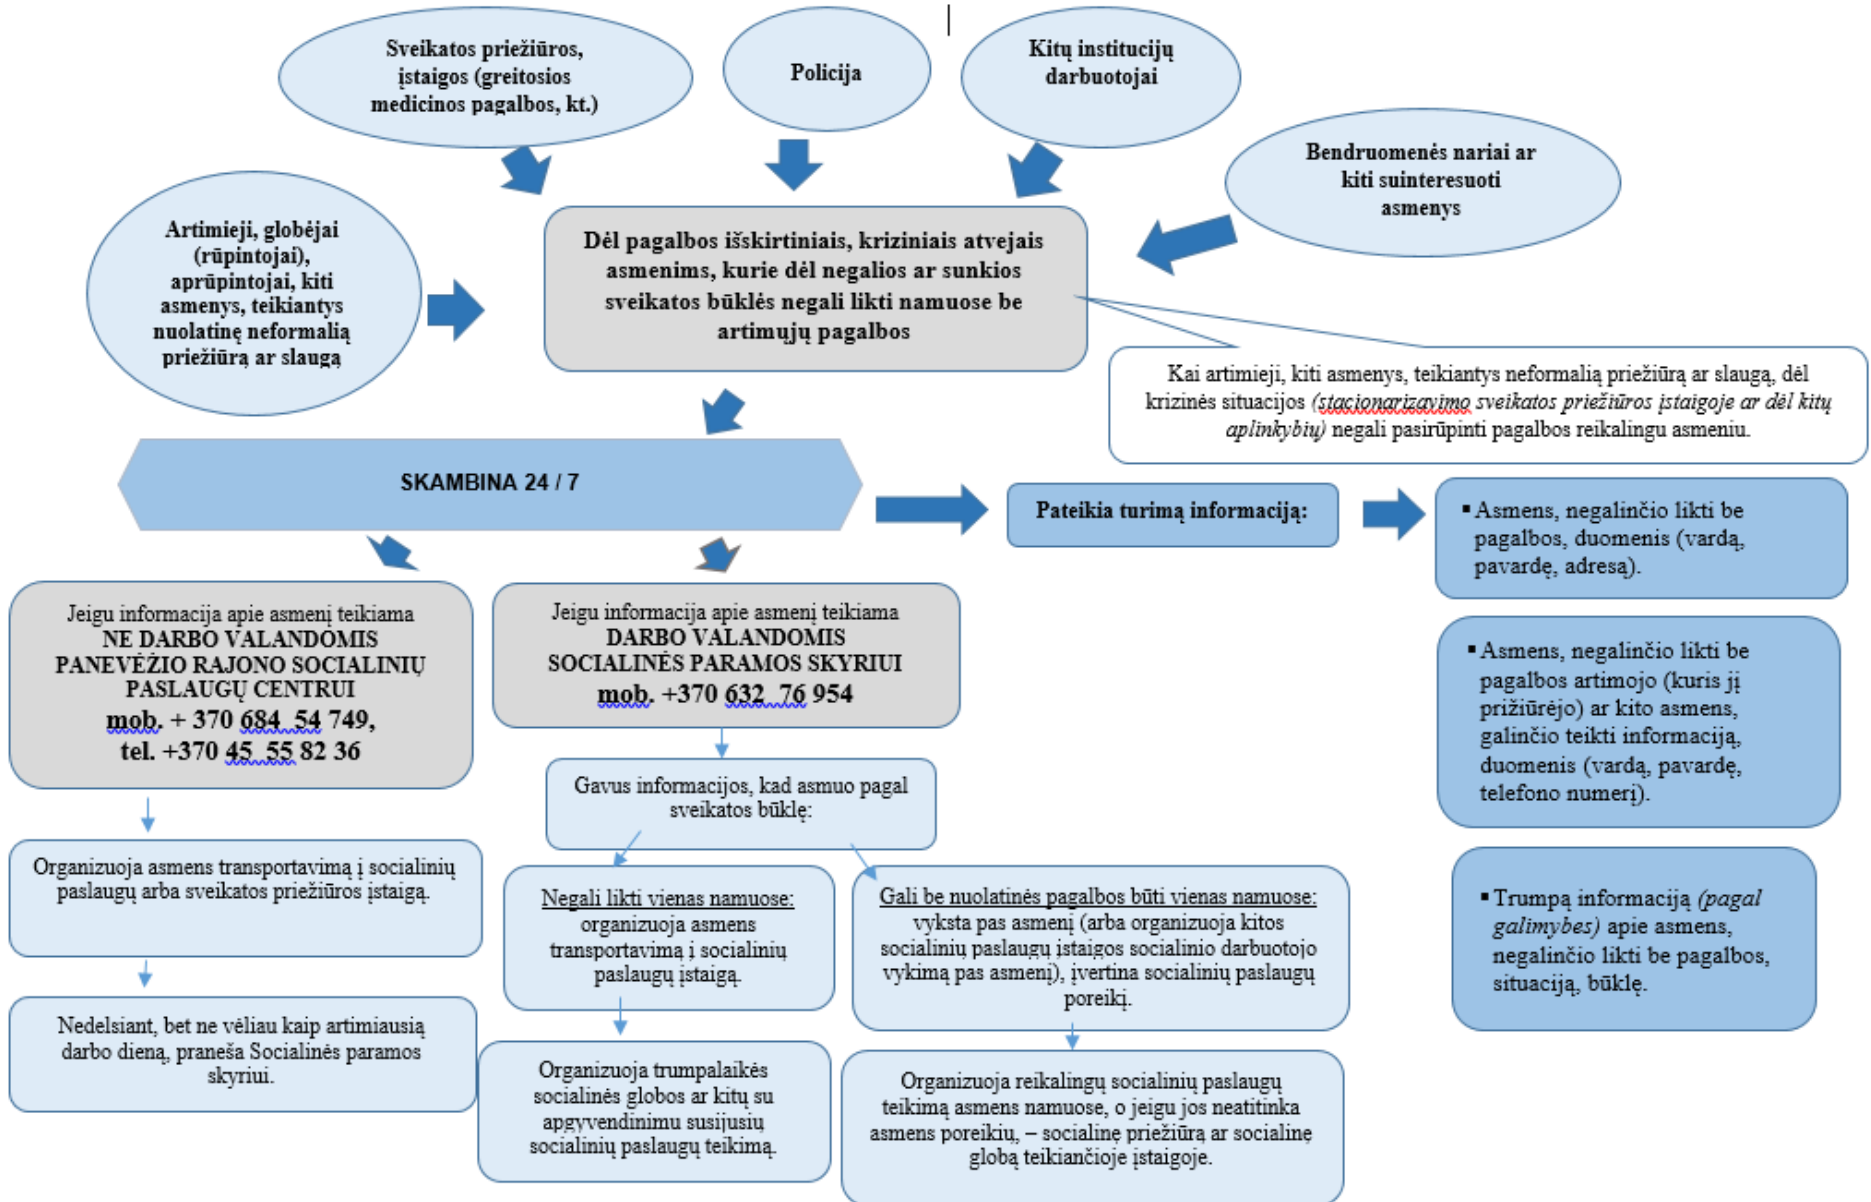 Sveikatos priežiūros,
įstaigos (greitosios
medicinos pagalbos, kt.)
Policija
Kitų institucijų
darbuotojai
Bendruomenės nariai ar
kiti suinteresuoti
asmenys
Artimieji, globėjai
(rūpintojai),
aprūpintojai, kiti
asmenys, teikiantys
nuolatinę neformalią
priežiūrą ar slaugą
Dėl pagalbos išskirtiniais, kriziniais atvejais
asmenims, kurie dėl negalios ar sunkios
sveikatos būklės negali likti namuose be
artimųjų pagalbos
Kai artimieji, kiti asmenys, teikiantys neformalią priežiūrą ar slaugą, dėl
krizinės situacijos (stacionarizavimo sveikatos priežiūros įstaigoje ar dėl kitų
aplinkybių) negali pasirūpinti pagalbos reikalingu asmeniu.
SKAMBINA 24 / 7
Pateikia turimą informaciją:
▪ Asmens, negalinčio likti be
pagalbos, duomenis (vardą,
pavardę, adresą).
▪ Asmens, negalinčio likti be
pagalbos artimojo (kuris jį
prižiūrėjo) ar kito asmens,
galinčio teikti informaciją,
duomenis (vardą, pavardę,
telefono numerį).
▪ Trumpą informaciją (pagal
galimybes) apie asmens,
negalinčio likti be pagalbos,
situaciją, būklę.
Jeigu informacija apie asmenį teikiama
NE DARBO VALANDOMIS
PANEVĖŽIO RAJONO SOCIALINIŲ
PASLAUGŲ CENTRUI
mob. + 370 684 54 749,
tel. +370 45 55 82 36
Organizuoja asmens transportavimą į socialinių
paslaugų arba sveikatos priežiūros įstaigą.
Nedelsiant, bet ne vėliau kaip artimiausią
darbo dieną, praneša Socialinės paramos
skyriui.
Jeigu informacija apie asmenį teikiama
DARBO VALANDOMIS
SOCIALINĖS PARAMOS SKYRIUI
mob. +370 632 76 954
Gavus informacijos, kad asmuo pagal
sveikatos būklę:
Negali likti vienas namuose:
organizuoja asmens
transportavimą į socialinių
paslaugų įstaigą.
Organizuoja trumpalaikės
socialinės globos ar kitų su
apgyvendinimu susijusių
socialinių paslaugų teikimą.
Gali be nuolatinės pagalbos būti vienas namuose:
vyksta pas asmenį (arba organizuoja kitos
socialinių paslaugų įstaigos socialinio darbuotojo
vykimą pas asmenį), įvertina socialinių paslaugų
poreikį.
Organizuoja reikalingų socialinių paslaugų
teikimą asmens namuose, o jeigu jos neatitinka
asmens poreikių, – socialinę priežiūrą ar socialinę
globą teikiančioje įstaigoje.